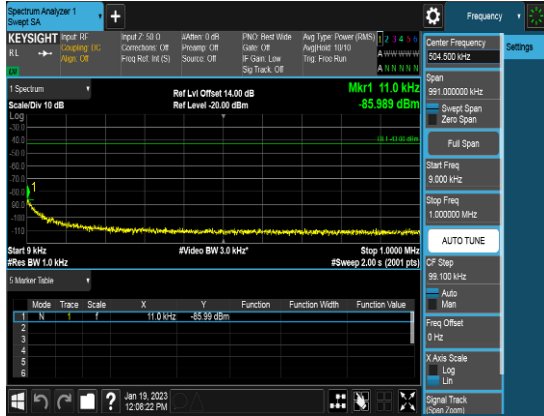 Spectrum Analyzer 1
Swept SA
Frequency
KEYSIGHT
RL
Input: RF
Coupling: DC
Align: Off
Input Z: 50 Ω
Corrections: Off
Freq Ref: Int (S)
#Atten: 0 dB
Preamp: Off
Source: Off
PNO: Best Wide
Gate: Off
IF Gain: Low
Sig Track: Off
Avg Type: Power (RMS)
Avg|Hold: 10/10
Trig: Free Run
1 2 3 4 5 6
A W W W W W
A N N N N N
1 Spectrum
Scale/Div 10 dB
Ref Lvl Offset 14.00 dB
Ref Level -20.00 dBm
Mkr1 11.0 kHz
-85.989 dBm
Log
-30.0
-40.0
-50.0
-60.0
-70.0
-80.0
-90.0
-100
-110
1
Start 9 kHz
#Res BW 1.0 kHz
#Video BW 3.0 kHz*
Stop 1.0000 MHz
#Sweep 2.00 s (2001 pts)
5 Marker Table
Mode Trace Scale X Y Function Function Width Function Value
1 N 1 f 11.0 kHz -85.99 dBm
2
3
4
5
6
Jan 19, 2023
12:08:22 PM
Center Frequency
504.500 kHz
Settings
Span
991.000000 kHz
Swept Span
Zero Span
Full Span
Start Freq
9.000 kHz
Stop Freq
1.000000 MHz
AUTO TUNE
CF Step
99.100 kHz
Auto
Man
Freq Offset
0 Hz
X Axis Scale
Log
Lin
Signal Track
(Span Zoom)